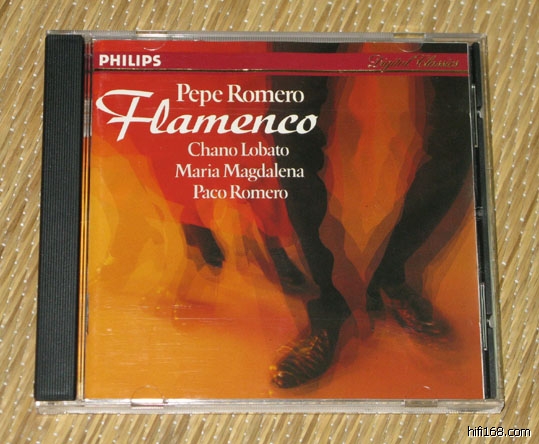 PHILIPS
Digital Classics
Pepe Romero
Flamenco
Chano Lobato
Maria Magdalena
Paco Romero
hifi168.com